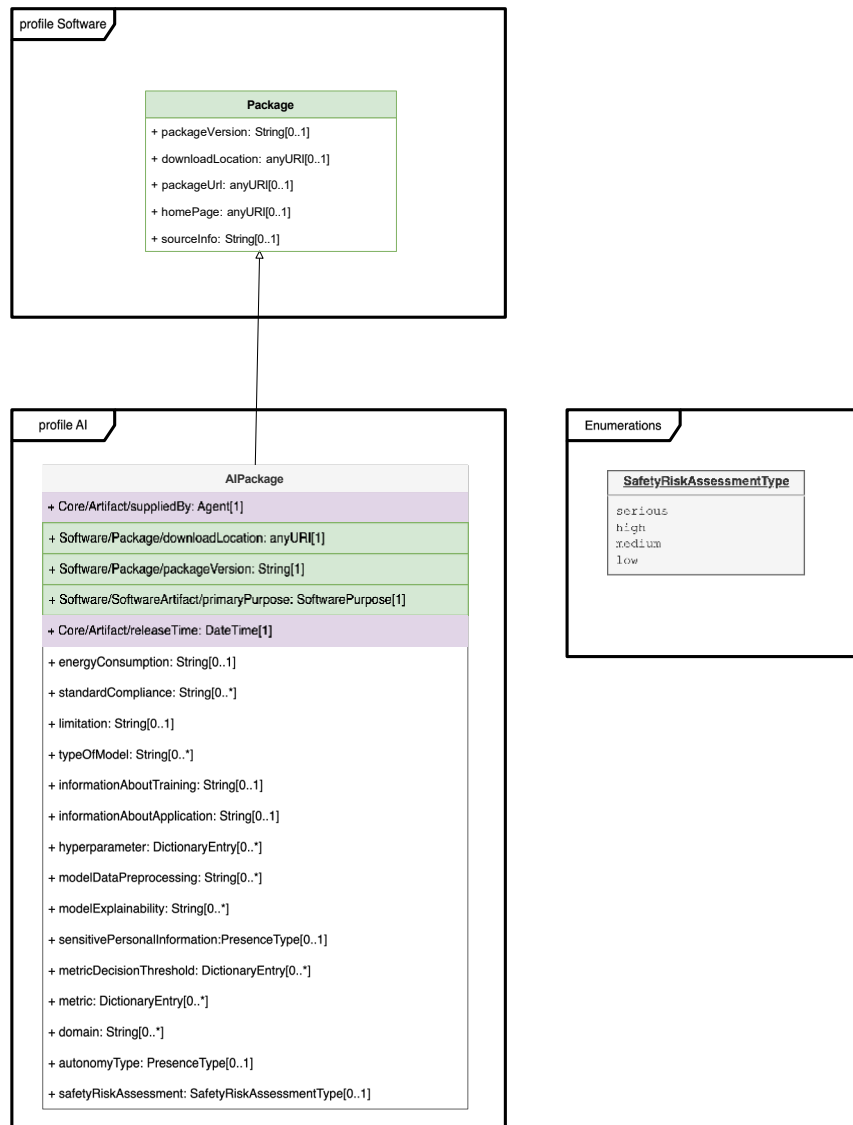 profile Software
Package
+ packageVersion: String[0..1]
+ downloadLocation: anyURI[0..1]
+ packageUrl: anyURI[0..1]
+ homePage: anyURI[0..1]
+ sourceInfo: String[0..1]
profile AI
AIPackage
+ Core/Artifact/suppliedBy: Agent[1]
+ Software/Package/downloadLocation: anyURI[1]
+ Software/Package/packageVersion: String[1]
+ Software/SoftwareArtifact/primaryPurpose: SoftwarePurpose[1]
+ Core/Artifact/releaseTime: DateTime[1]
+ energyConsumption: String[0..1]
+ standardCompliance: String[0..*]
+ limitation: String[0..1]
+ typeOfModel: String[0..*]
+ informationAboutTraining: String[0..1]
+ informationAboutApplication: String[0..1]
+ hyperparameter: DictionaryEntry[0..*]
+ modelDataPreprocessing: String[0..*]
+ modelExplainability: String[0..*]
+ sensitivePersonalInformation:PresenceType[0..1]
+ metricDecisionThreshold: DictionaryEntry[0..*]
+ metric: DictionaryEntry[0..*]
+ domain: String[0..*]
+ autonomyType: PresenceType[0..1]
+ safetyRiskAssessment: SafetyRiskAssessmentType[0..1]
Enumerations
SafetyRiskAssessmentType
serious
high
medium
low